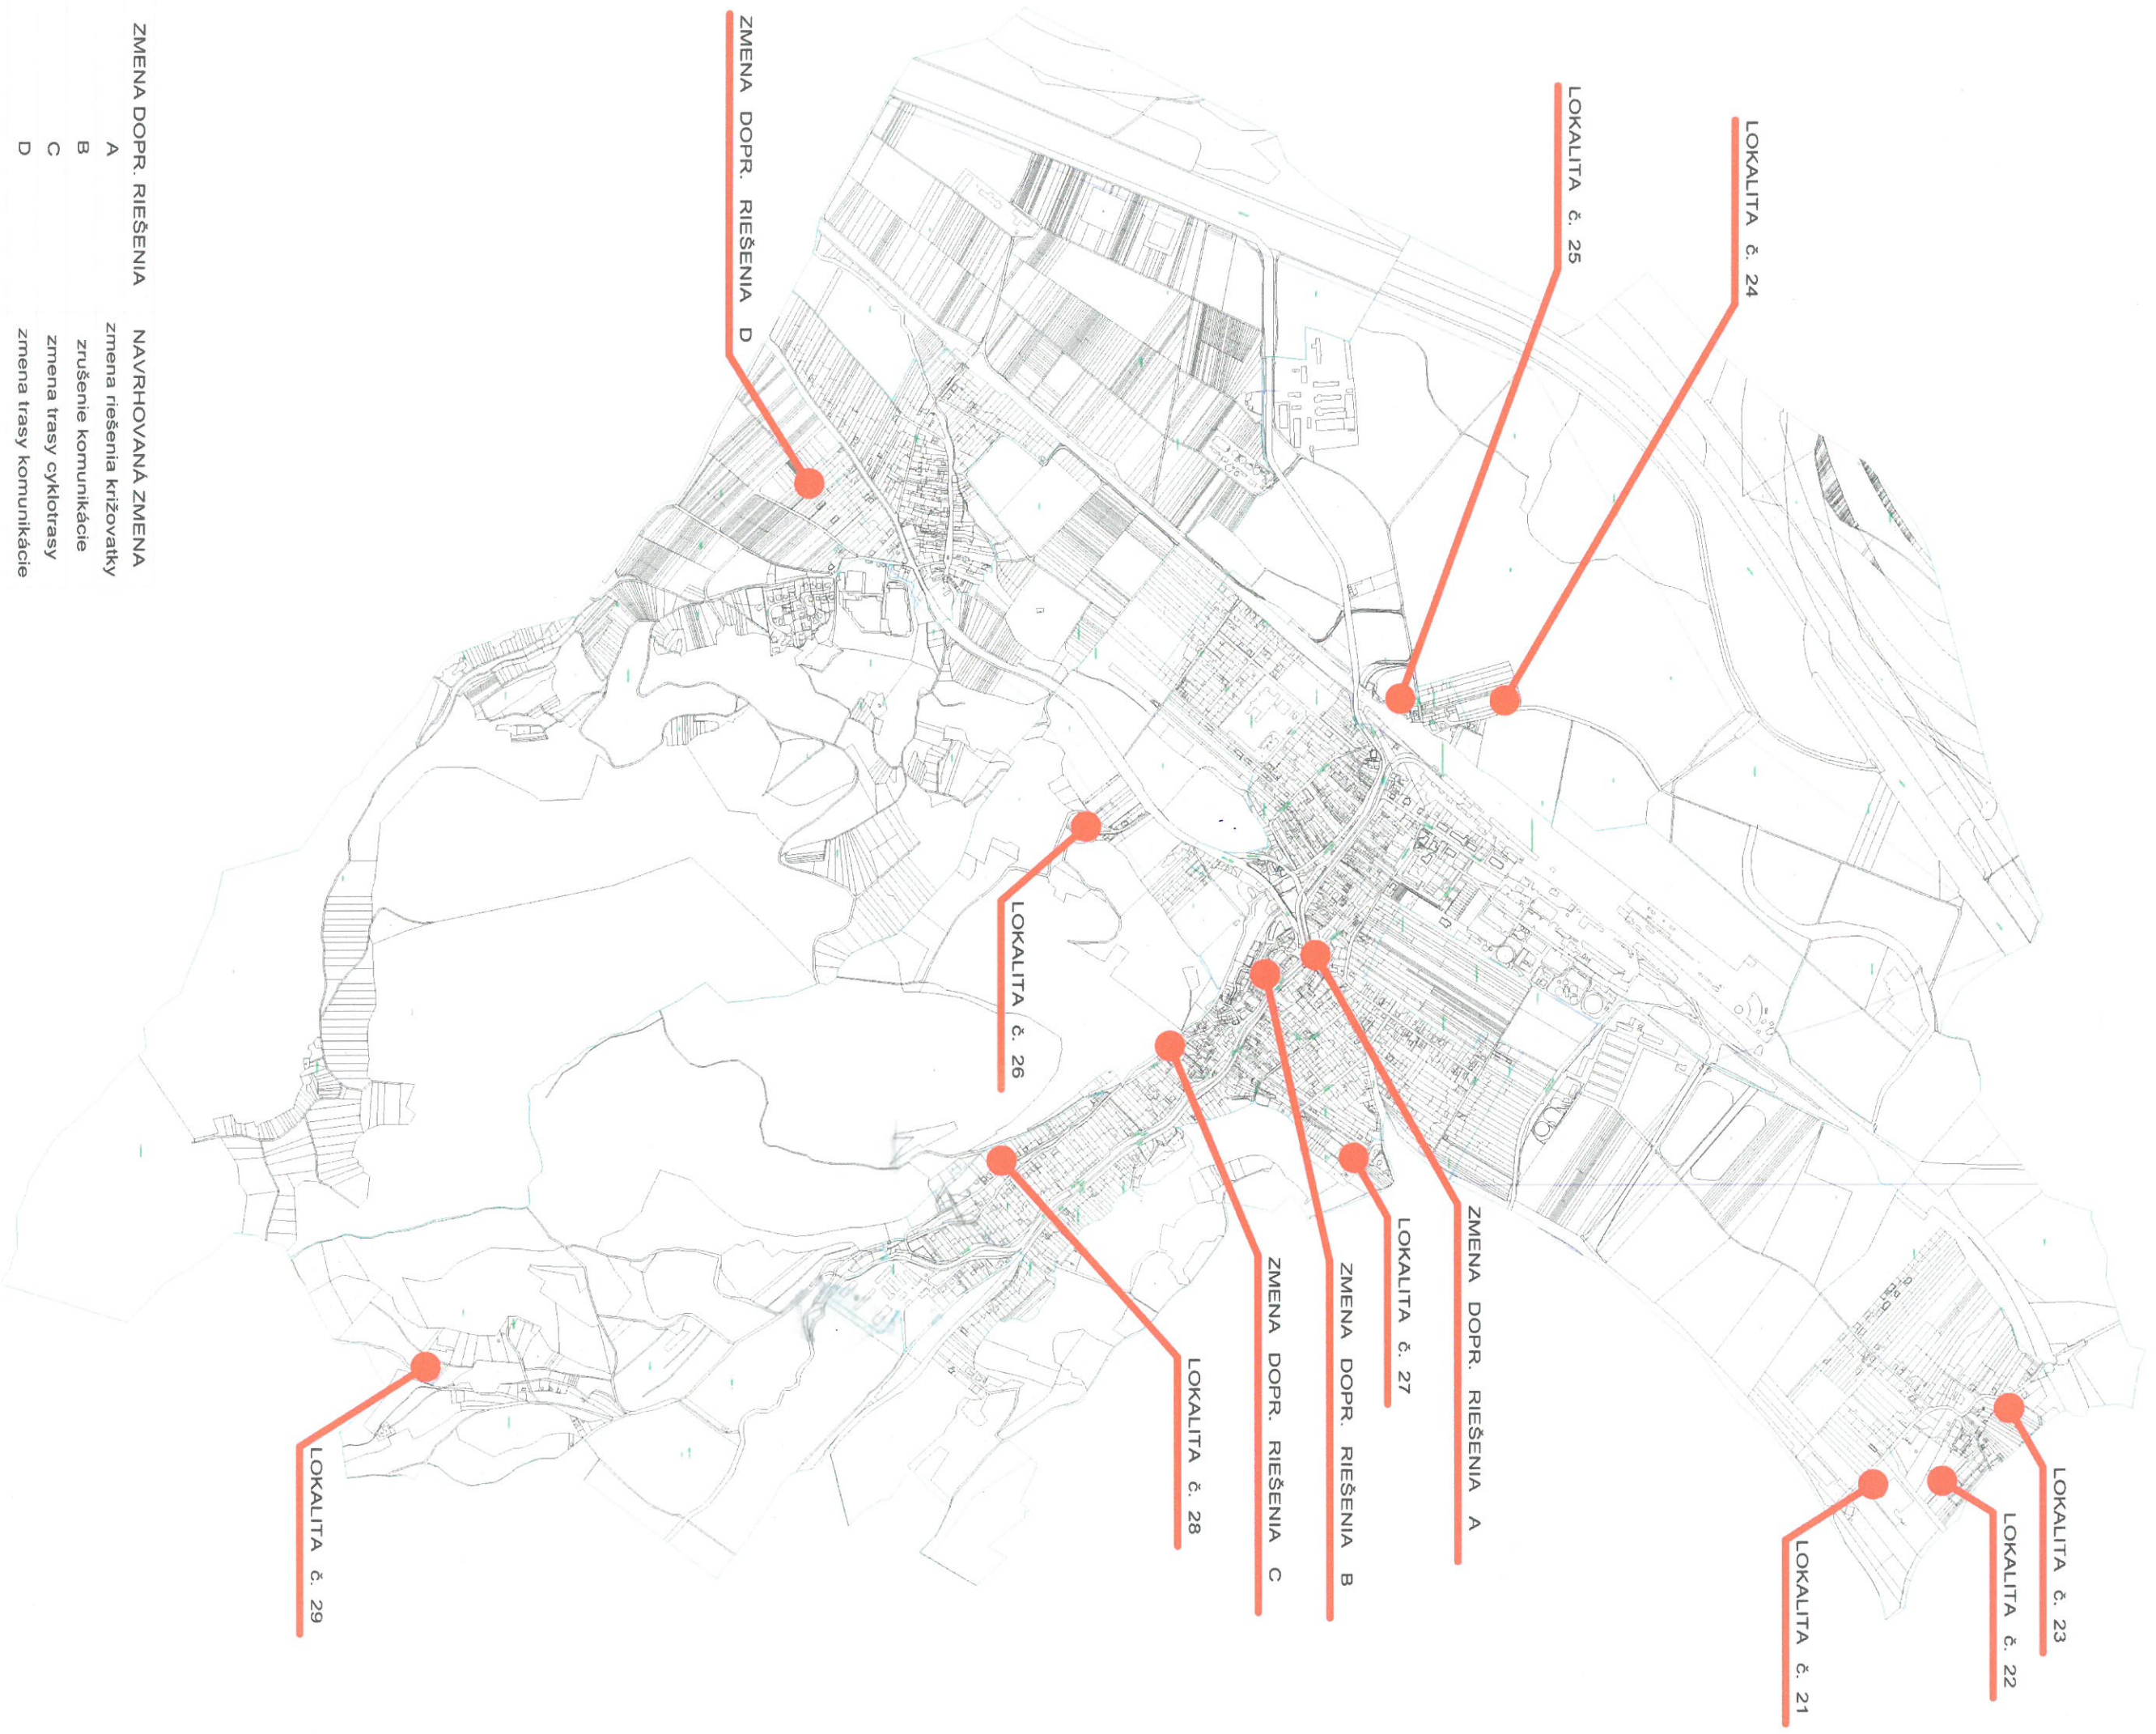 LOKALITA č. 23
LOKALITA č. 22
LOKALITA č. 21
LOKALITA č. 24
LOKALITA č. 25
ZMENA DOPR. RIEŠENIA A
LOKALITA č. 27
ZMENA DOPR. RIEŠENIA B
ZMENA DOPR. RIEŠENIA C
LOKALITA č. 28
LOKALITA č. 26
ZMENA DOPR. RIEŠENIA D
LOKALITA č. 29
ZMENA DOPR. RIEŠENIA NAVRHOVANÁ ZMENA
A zmena riešenia križovatky
B zrušenie komunikácie
C zmena trasy cyklotrasy
D zmena trasy komunikácie